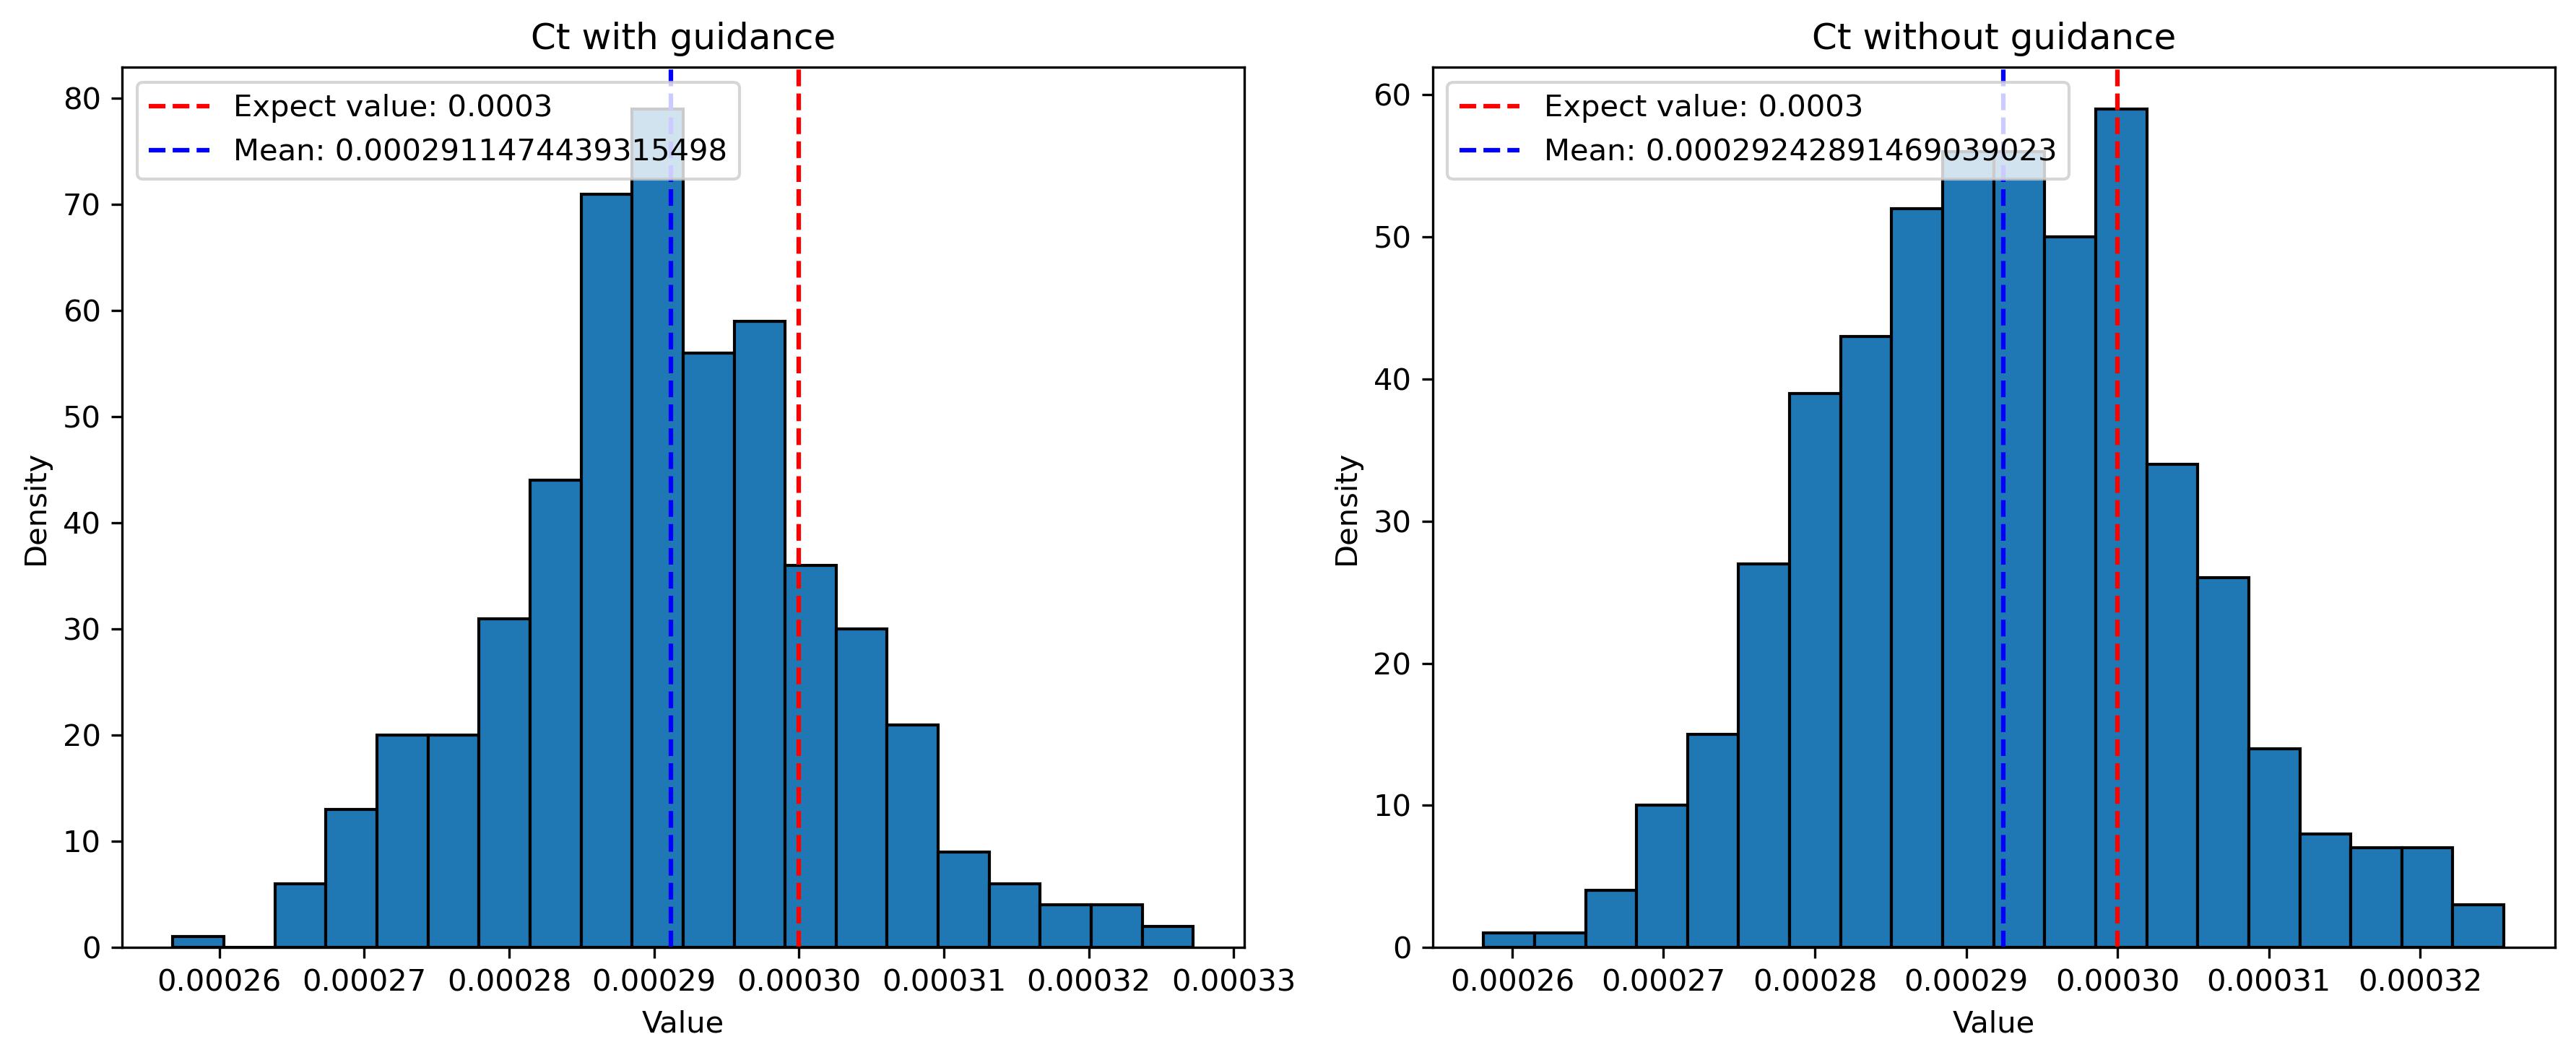 Ct with guidance
Expect value: 0.0003
Mean: 0.0002911474439315498
80
70
60
50
40
30
20
10
0
Density
0.00026 0.00027 0.00028 0.00029 0.00030 0.00031 0.00032 0.00033
Value
Ct without guidance
Expect value: 0.0003
Mean: 0.00029242891469039023
60
50
40
30
20
10
0
Density
0.00026 0.00027 0.00028 0.00029 0.00030 0.00031 0.00032
Value